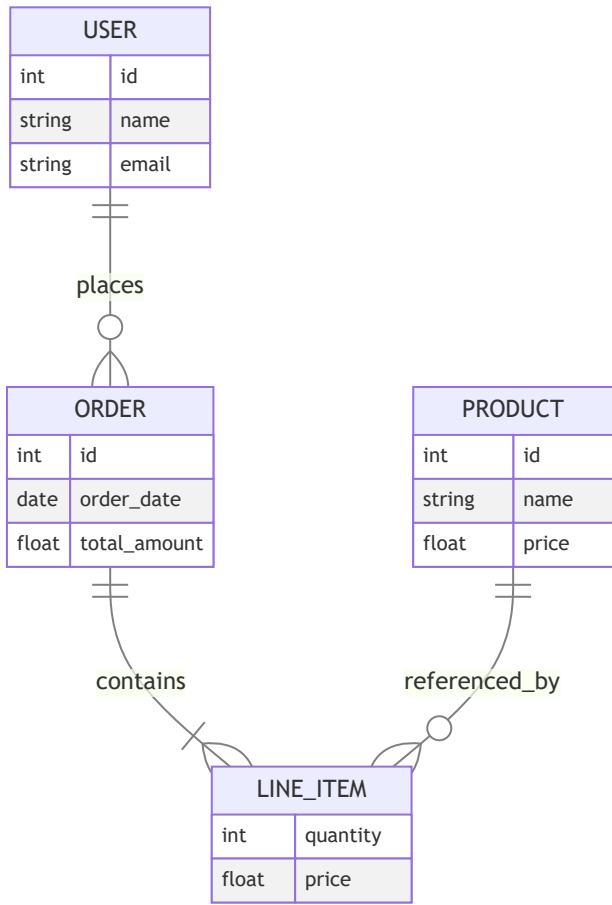 USER
int id
string name
string email
places
ORDER
int id
date order_date
float total_amount
PRODUCT
int id
string name
float price
contains
referenced_by
LINE_ITEM
int quantity
float price